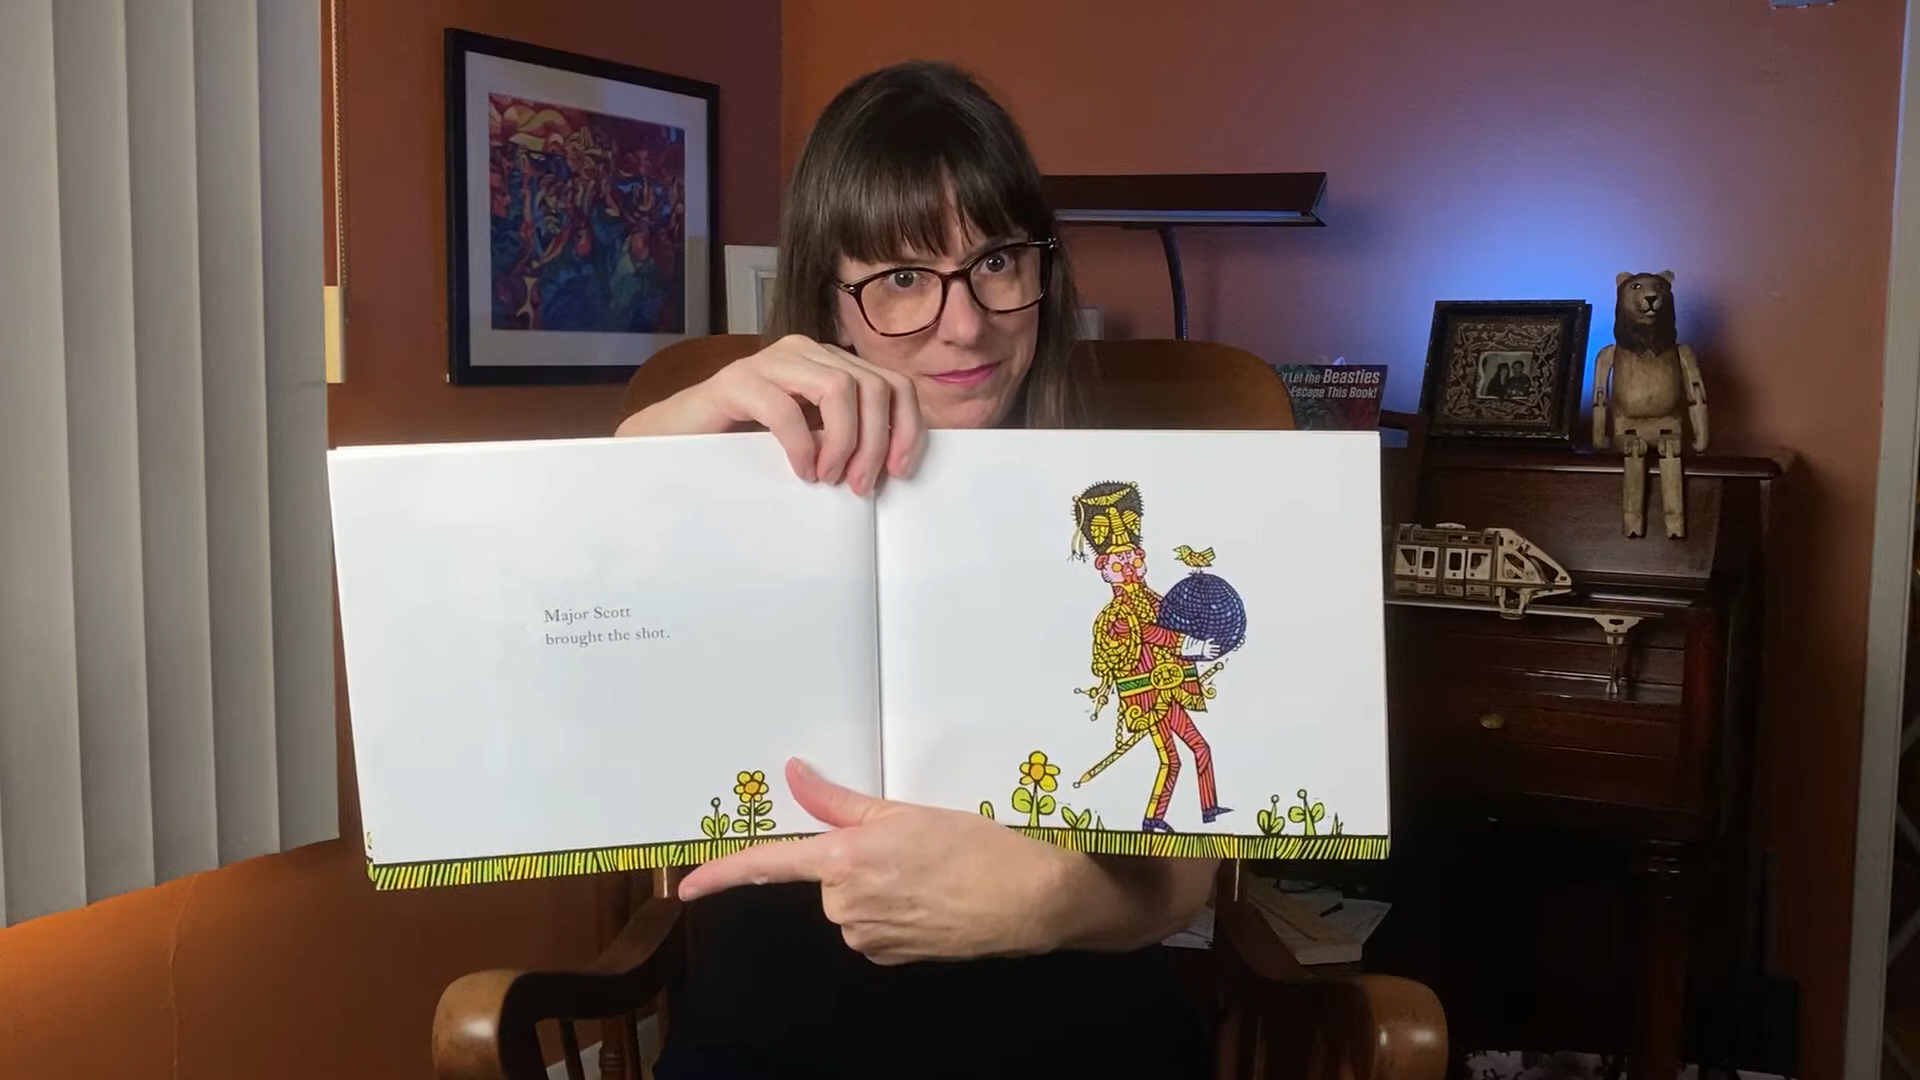 Let the Beasties
Escape This Book!
Major Scott
brought the shot.